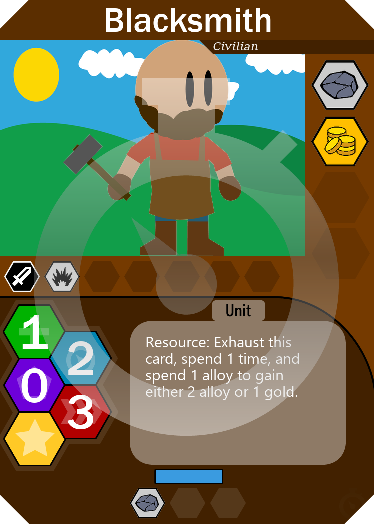 Blacksmith
Civilian
1
2
0
3
Unit
Resource: Exhaust this
card, spend 1 time, and
spend 1 alloy to gain
either 2 alloy or 1 gold.